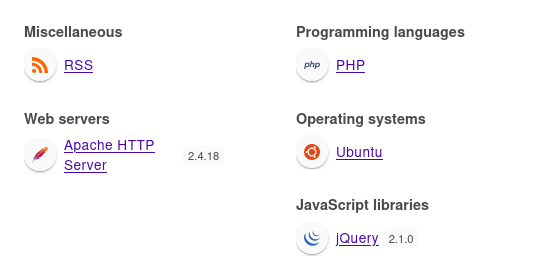 Miscellaneous
RSS
Programming languages
php
PHP
Web servers
Apache HTTP
Server
2.4.18
Operating systems
Ubuntu
JavaScript libraries
jQuery 2.1.0